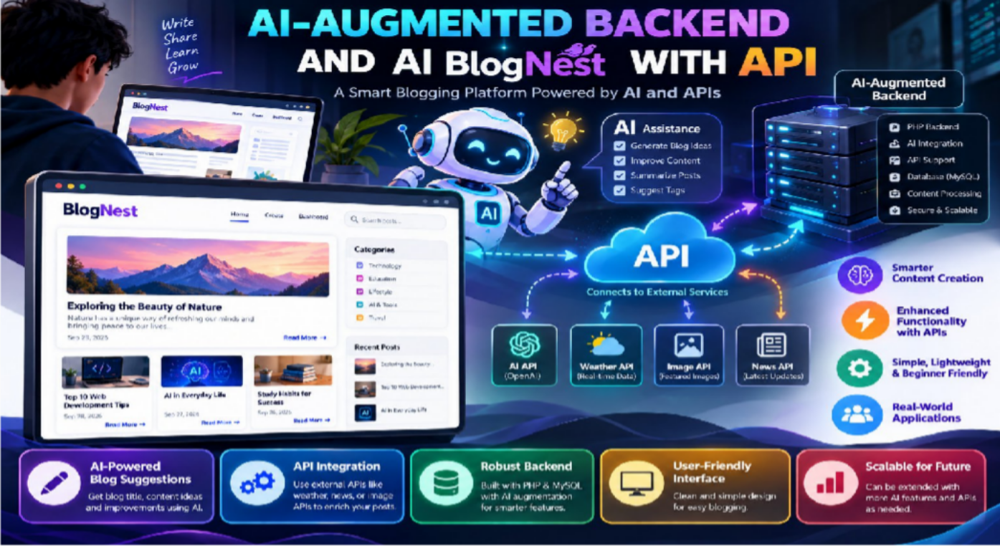 Write
Share
Learn
Grow
AI-AUGMENTED BACKEND
AND AI BlogNest WITH API
A Smart Blogging Platform Powered by AI and APIs
BlogNest
AI-Augmented
Backend
AI Assistance
Generate Blog Ideas
Improve Content
Summarize Posts
Suggest Tags
PHP Backend
AI Integration
API Support
Database (MySQL)
Content Processing
Secure & Scalable
AI
BlogNest
Home Create Dashboard
Search posts...
Exploring the Beauty of Nature
Nature has a unique way of refreshing our minds and
bringing peace to our lives...
Sep 29, 2025
Read More →
Categories
Technology
Education
Lifestyle
AI & Tools
Travel
Recent Posts
Exploring the Beauty...
Top 10 Web Development...
AI in Everyday Life
AI
AI
Top 10 Web
Development Tips
Read More →
AI in Everyday Life
Read More →
Study Habits for
Success
Read More →
API
Connects to External Services
AI API
(OpenAI)
Weather API
(Real-time Data)
Image API
(Featured Images)
News API
(Latest Updates)
Smarter
Content Creation
Enhanced
Functionality
with APIs
Simple, Lightweight
& Beginner Friendly
Real-World
Applications
AI-Powered
Blog Suggestions
Get blog title, content ideas
and improvements using AI.
API Integration
Use external APIs like
weather, news, or image
APIs to enrich your posts.
Robust Backend
Built with PHP & MySQL
with AI augmentation
for smarter features.
User-Friendly
Interface
Clean and simple design
for easy blogging.
Scalable for Future
Can be extended with
more AI features and APIs
as needed.